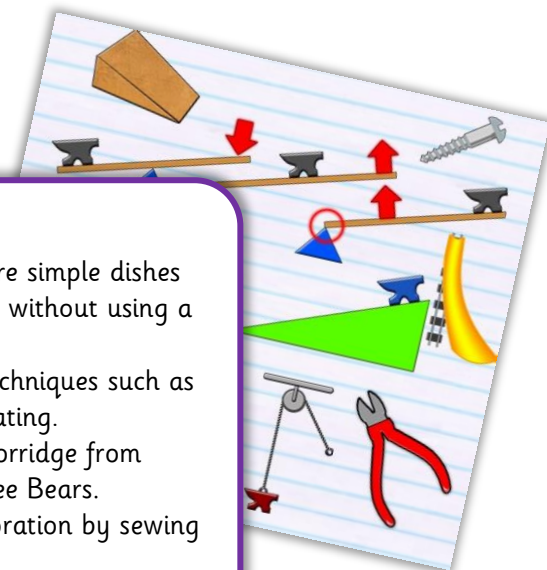 re simple dishes
without using a
chniques such as
ating.
orridge from
ee Bears.
oration by sewing